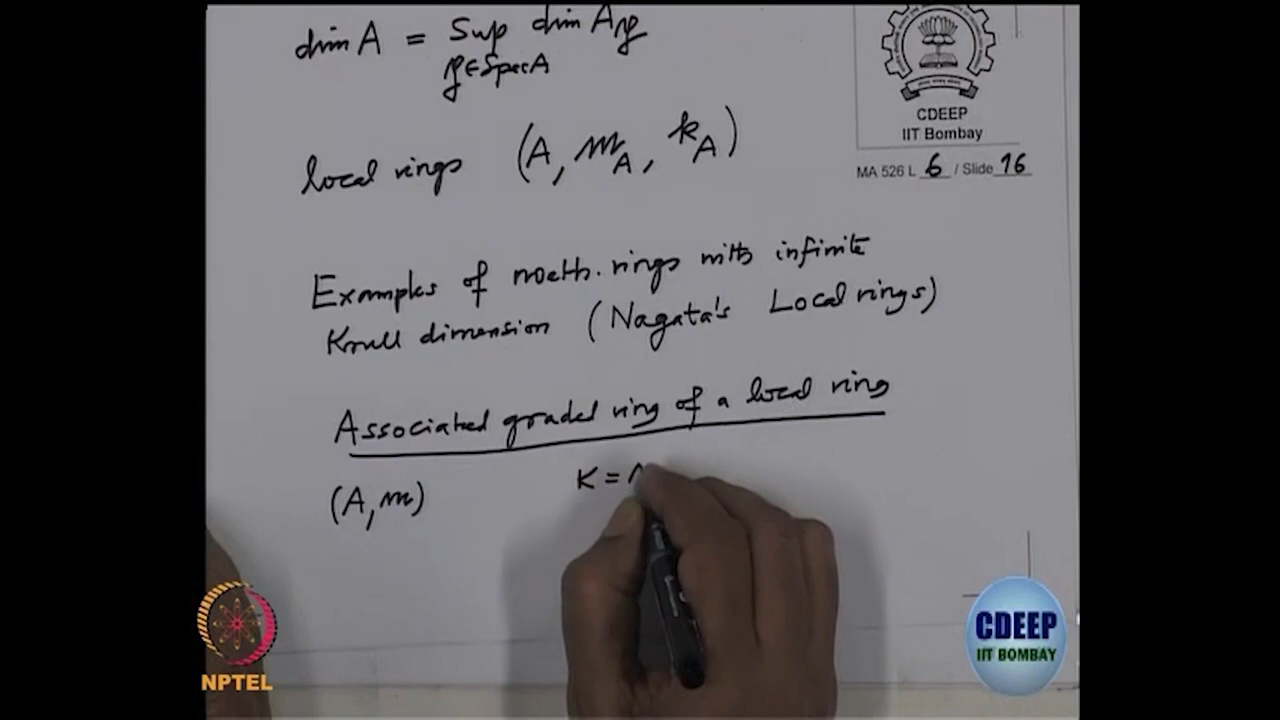 dim A = Sup dim A𝔭
𝔭∈Spec A
CDEEP
IIT Bombay
MA 526 L 6 / Slide 16
local rings (A, m_A, k_A)
Examples of noeth. rings with infinite
Krull dimension (Nagata's Local rings)
Associated graded ring of a local ring
(A, m) K =
NPTEL
CDEEP
IIT BOMBAY